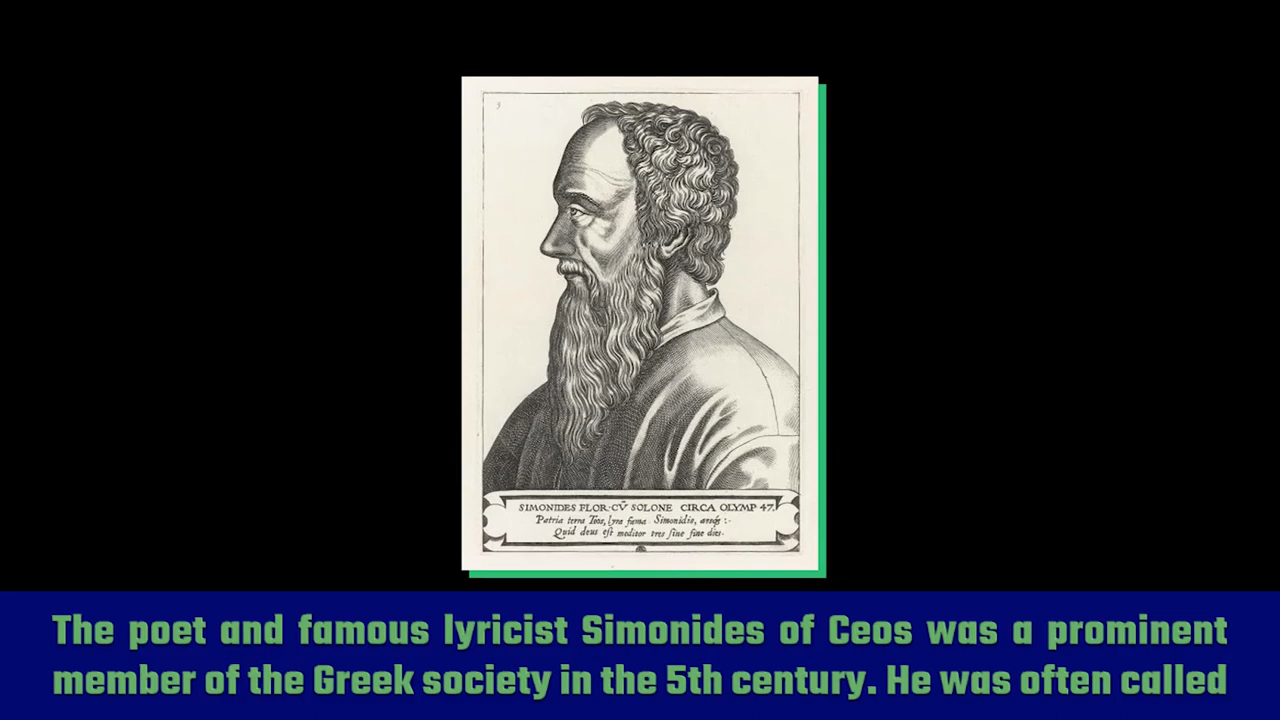 3
SIMONIDES FLOR·CV̄ SOLONE CIRCA OLYMP 47.
Patria terra Teos, lyra fama Simonidis,
Quid deus est meditor tres sine fine dies.
The poet and famous lyricist Simonides of Ceos was a prominent
member of the Greek society in the 5th century. He was often called